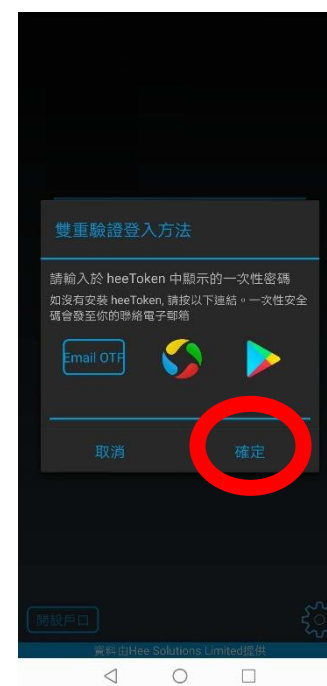 雙重驗證登入方法
請輸入於 heeToken 中顯示的一次性密碼
如沒有安裝 heeToken, 請按以下連結。一次性安全
碼會發至你的聯絡電子郵箱
Email OTP
取消
確定
開設戶口
資料由Hee Solutions Limited提供